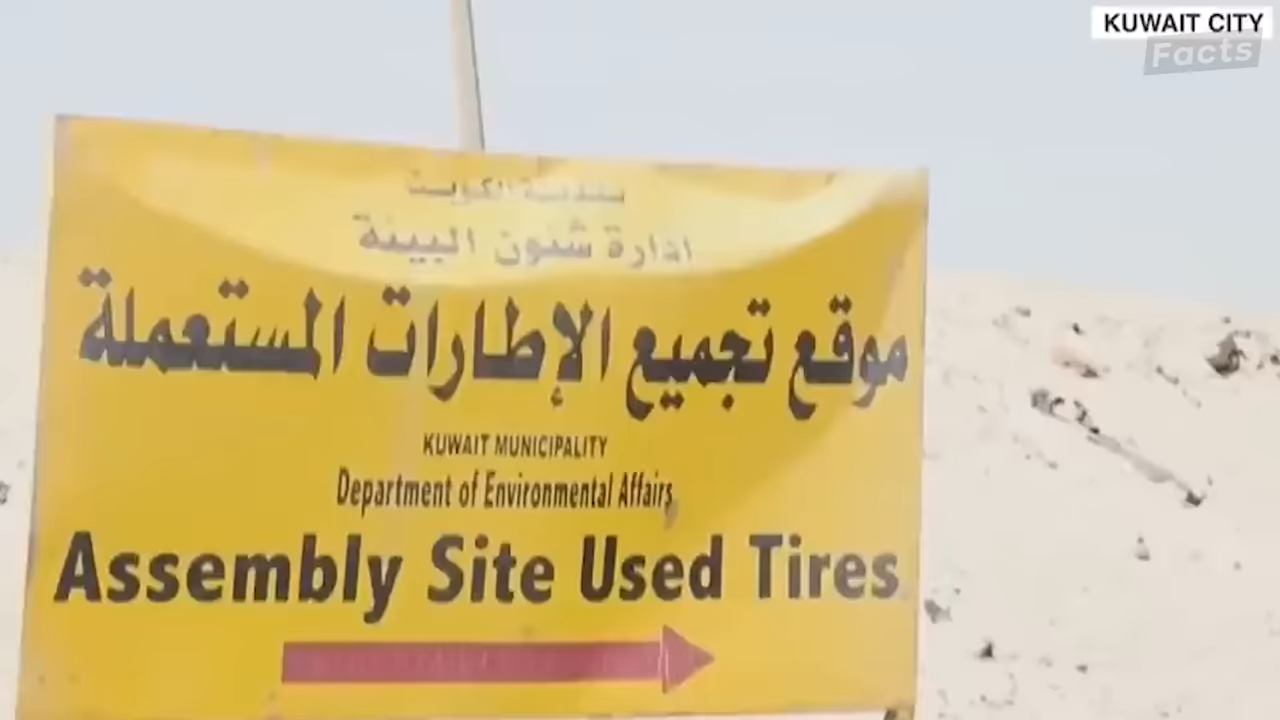 KUWAIT CITY
Facts
بلدية الكويت
ادارة شئون البيئة
موقع تجميع الإطارات المستعملة
KUWAIT MUNICIPALITY
Department of Environmental Affairs
Assembly Site Used Tires